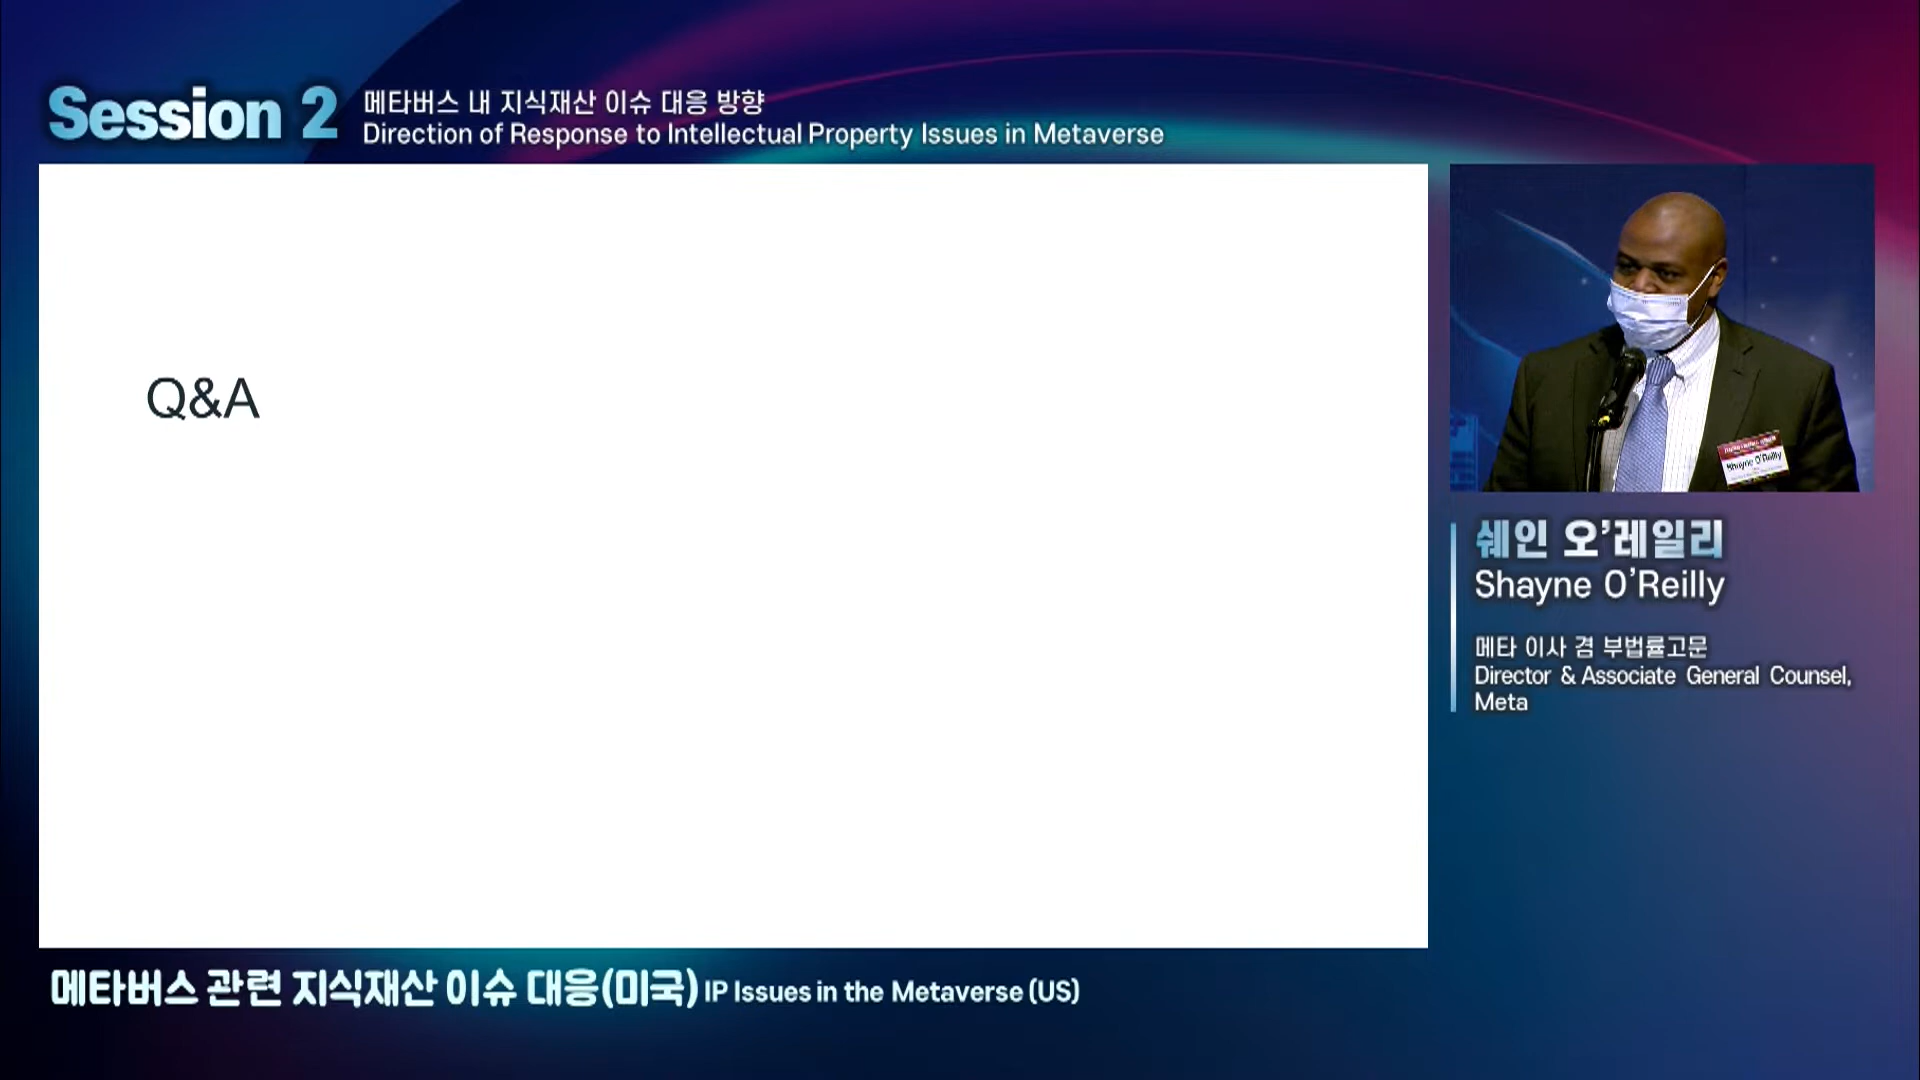 Session 2
메타버스 내 지식재산 이슈 대응 방향
Direction of Response to Intellectual Property Issues in Metaverse
Q&A
Shayne O'Reilly
쉐인 오’레일리
Shayne O’Reilly
메타 이사 겸 부법률고문
Director & Associate General Counsel,
Meta
메타버스 관련 지식재산 이슈 대응(미국) IP Issues in the Metaverse (US)